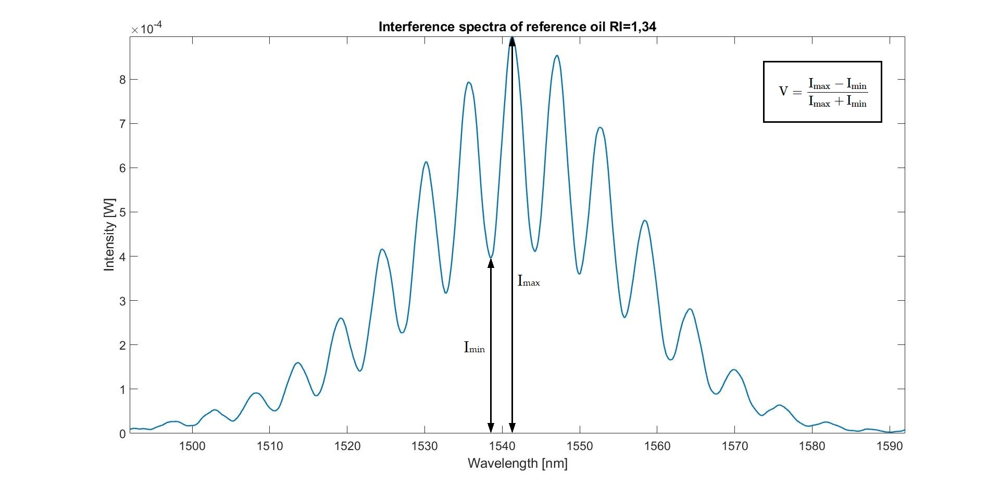 ×10-4
Interference spectra of reference oil RI=1,34
8
7
6
5
4
3
2
1
0
Intensity [W]
V = Imax − Imin
Imax + Imin
Imax
Imin
1500 1510 1520 1530 1540 1550 1560 1570 1580 1590
Wavelength [nm]